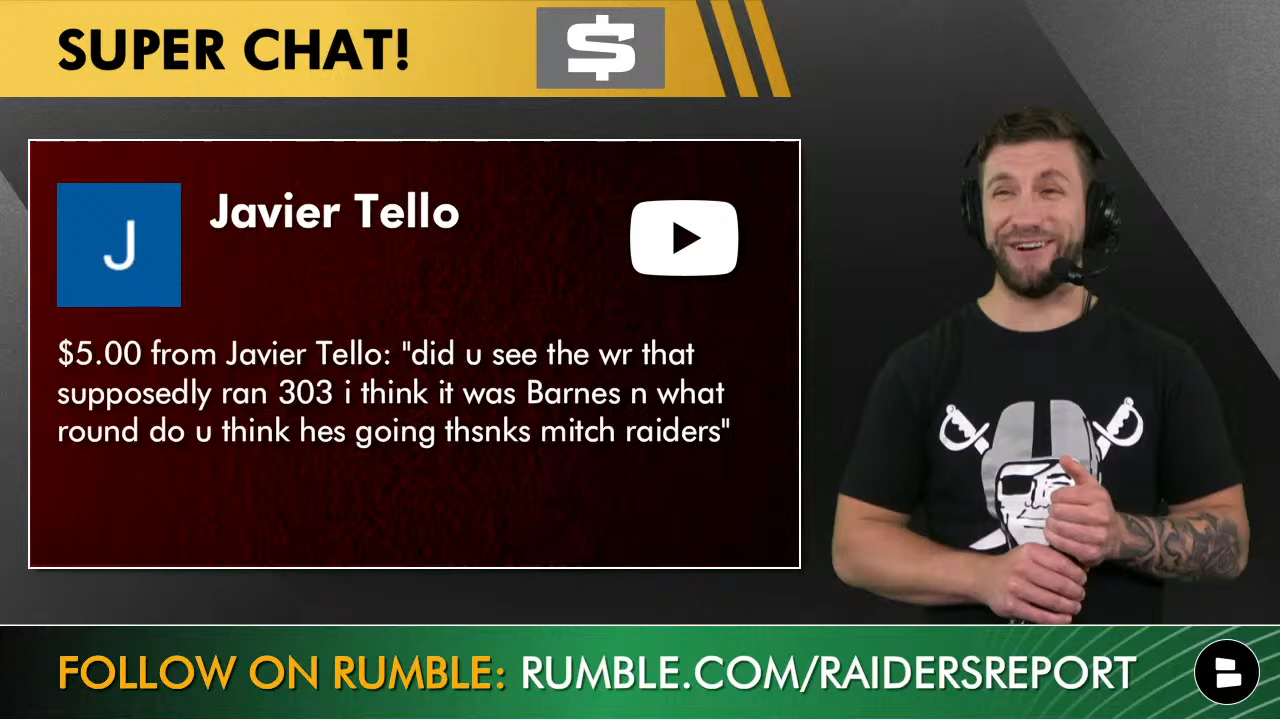 SUPER CHAT!
$
J
Javier Tello
$5.00 from Javier Tello: "did u see the wr that
supposedly ran 303 i think it was Barnes n what
round do u think hes going thsnks mitch raiders"
FOLLOW ON RUMBLE: RUMBLE.COM/RAIDERSREPORT